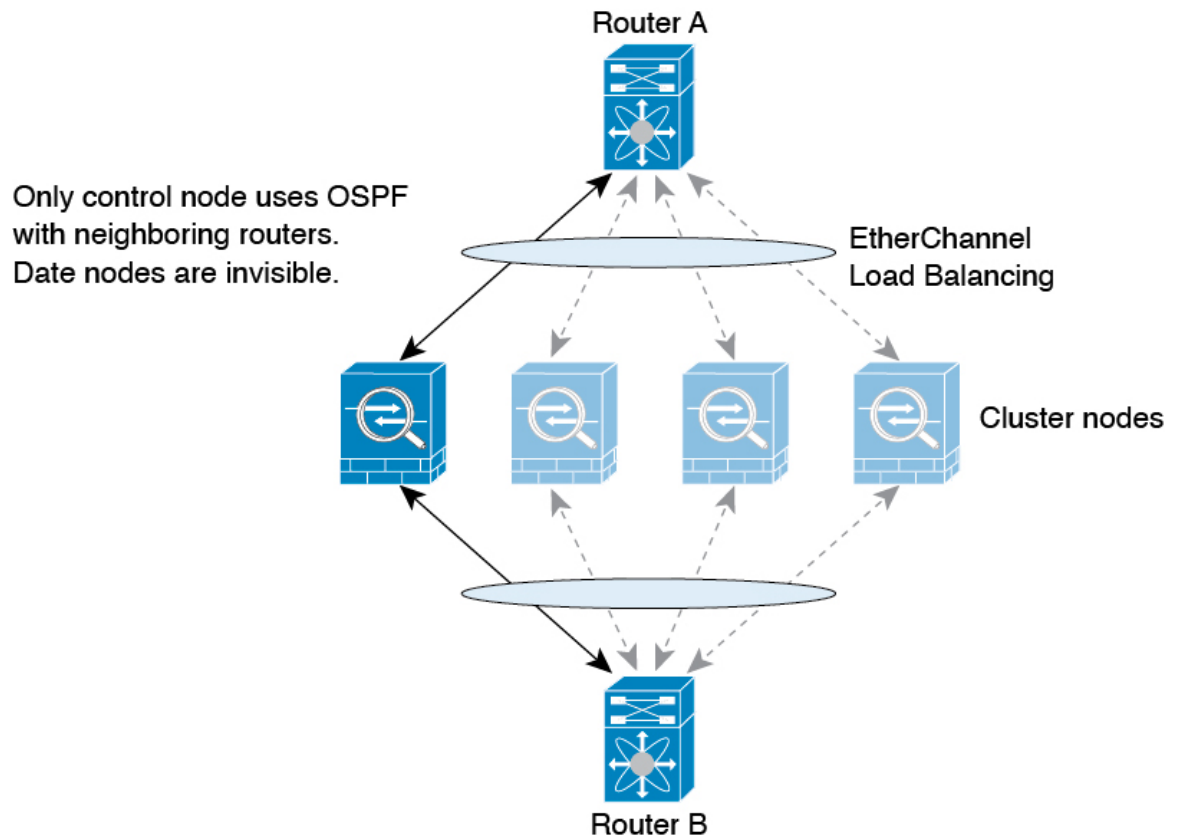 Router A
Only control node uses OSPF
with neighboring routers.
Date nodes are invisible.
EtherChannel
Load Balancing
Cluster nodes
Router B